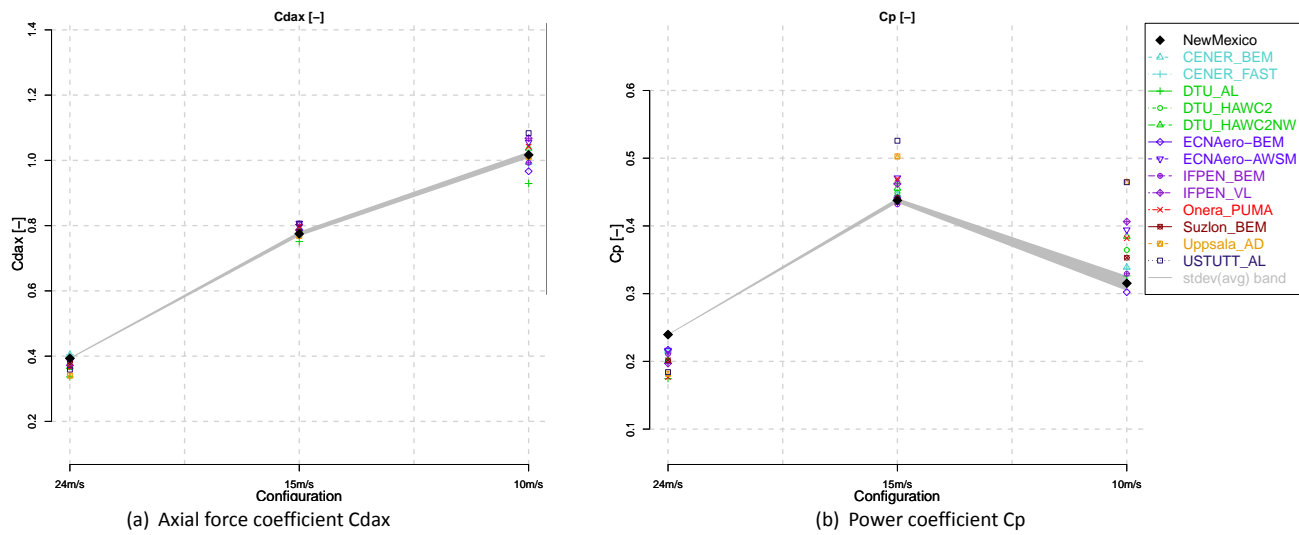 Cdax [−]
Cdax [−]
1.4
1.2
1.0
0.8
0.6
0.4
0.2
24m/s
15m/s
10m/s
Configuration
(a) Axial force coefficient Cdax
Cp [−]
Cp [−]
0.6
0.5
0.4
0.3
0.2
0.1
24m/s
15m/s
10m/s
Configuration
(b) Power coefficient Cp
NewMexico
CENER_BEM
CENER_FAST
DTU_AL
DTU_HAWC2
DTU_HAWC2NW
ECNAero−BEM
ECNAero−AWSM
IFPEN_BEM
IFPEN_VL
Onera_PUMA
Suzlon_BEM
Uppsala_AD
USTUTT_AL
stdev(avg) band